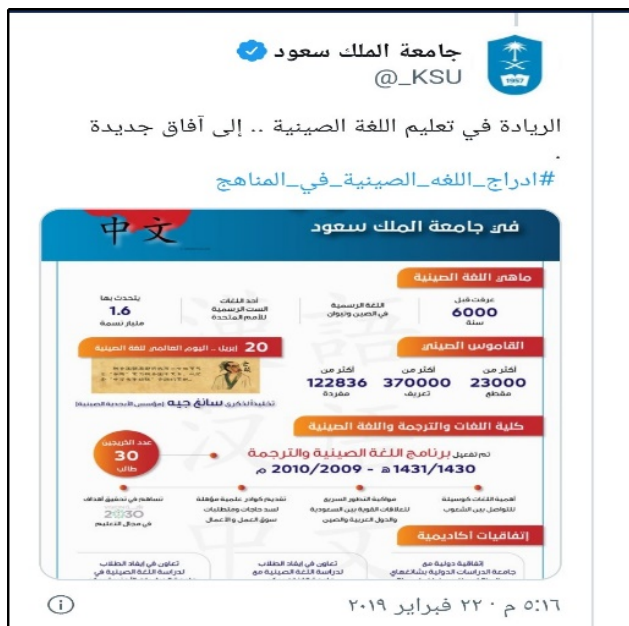 جامعة الملك سعود
@_KSU
1957
الريادة في تعليم اللغة الصينية .. إلى آفاق جديدة
.
#ادراج_اللغه_الصينية_في_المناهج
中文
في جامعة الملك سعود
ماهي اللغة الصينية
عرفت قبل
6000
سنة
اللغة الرسمية
في الصين وتيوان
أحد اللغات
الست الرسمية
للأمم المتحدة
يتحدث بها
1.6
مليار نسمة
القاموس الصيني
أكثر من
23000
مقطع
أكثر من
370000
تعريف
أكثر من
122836
مفردة
20 إبريل .. اليوم العالمي للغة الصينية
تخليدا لذكرى سانغ جيه (مؤسس الأبجدية الصينية)
كلية اللغات والترجمة واللغة الصينية
تم تفعيل برنامج اللغة الصينية والترجمة
1431/1430 هـ - 2010/2009 م
عدد الخريجين
30
طالب
أهمية اللغات كوسيلة
للتواصل بين الشعوب
مواكبة التطور السريع
للعلاقات القوية بين السعودية
والدول العربية والصين
تقديم كوادر علمية مؤهلة
لسد حاجات ومتطلبات
سوق العمل والأعمال
تساهم في تحقيق أهداف
2030
في مجال التعليم
إتفاقيات أكاديمية
إتفاقية دولية مع
جامعة الدراسات الدولية بشانغهاي
تعاون في إيفاد الطلاب
لدراسة اللغة الصينية مع
تعاون في إيفاد الطلاب
لدراسة اللغة الصينية في
٥:١٦ م · ٢٢ فبراير ٢٠١٩